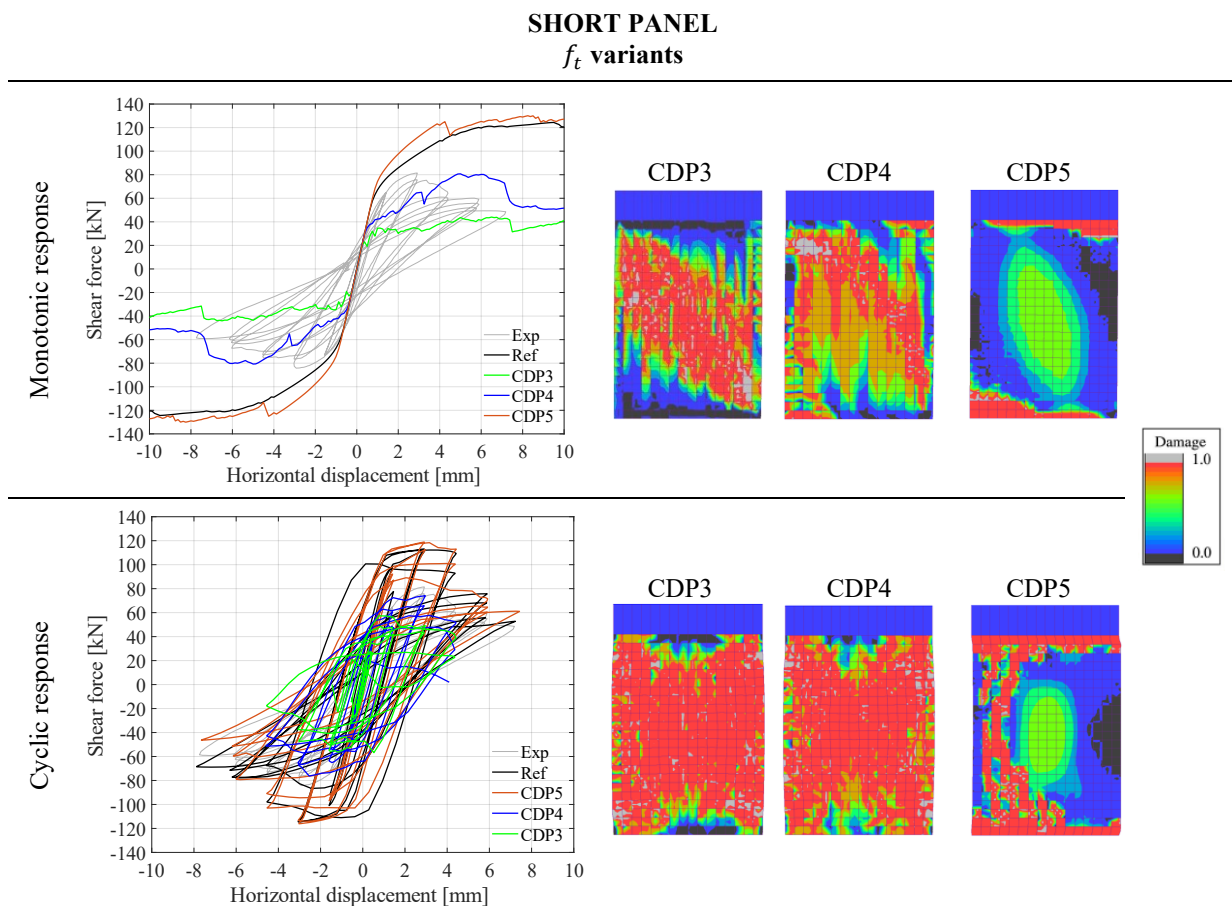 SHORT PANEL
f_t variants
Monotonic response
Shear force [kN]
140
120
100
80
60
40
20
0
-20
-40
-60
-80
-100
-120
-140
-10 -8 -6 -4 -2 0 2 4 6 8 10
Horizontal displacement [mm]
Exp
Ref
CDP3
CDP4
CDP5
CDP3 CDP4 CDP5
Damage
1.0
0.0
Cyclic response
Shear force [kN]
140
120
100
80
60
40
20
0
-20
-40
-60
-80
-100
-120
-140
-10 -8 -6 -4 -2 0 2 4 6 8 10
Horizontal displacement [mm]
Exp
Ref
CDP5
CDP4
CDP3
CDP3 CDP4 CDP5